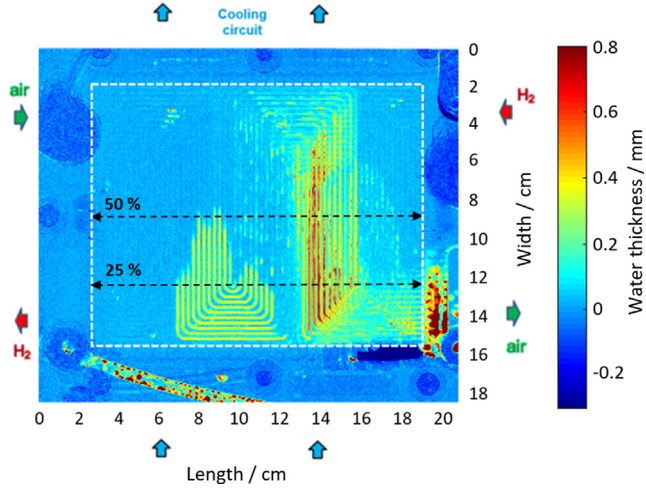 Cooling
circuit
air
H₂
50 %
25 %
H₂
air
0
2
4
6
8
10
12
14
16
18
Width / cm
0 2 4 6 8 10 12 14 16 18 20
Length / cm
0.8
0.6
0.4
0.2
0
-0.2
Water thickness / mm